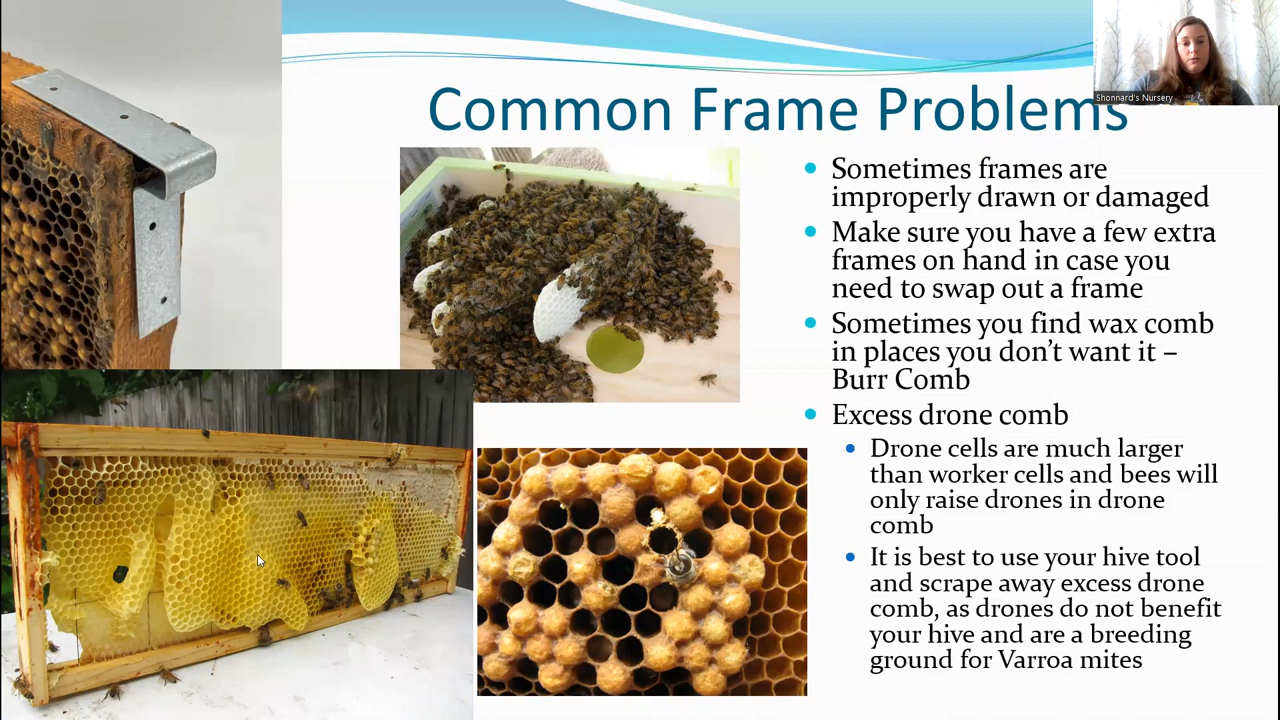 Shonnard's Nursery
Common Frame Problems
Sometimes frames are
improperly drawn or damaged
Make sure you have a few extra
frames on hand in case you
need to swap out a frame
Sometimes you find wax comb
in places you don't want it –
Burr Comb
Excess drone comb
Drone cells are much larger
than worker cells and bees will
only raise drones in drone
comb
It is best to use your hive tool
and scrape away excess drone
comb, as drones do not benefit
your hive and are a breeding
ground for Varroa mites